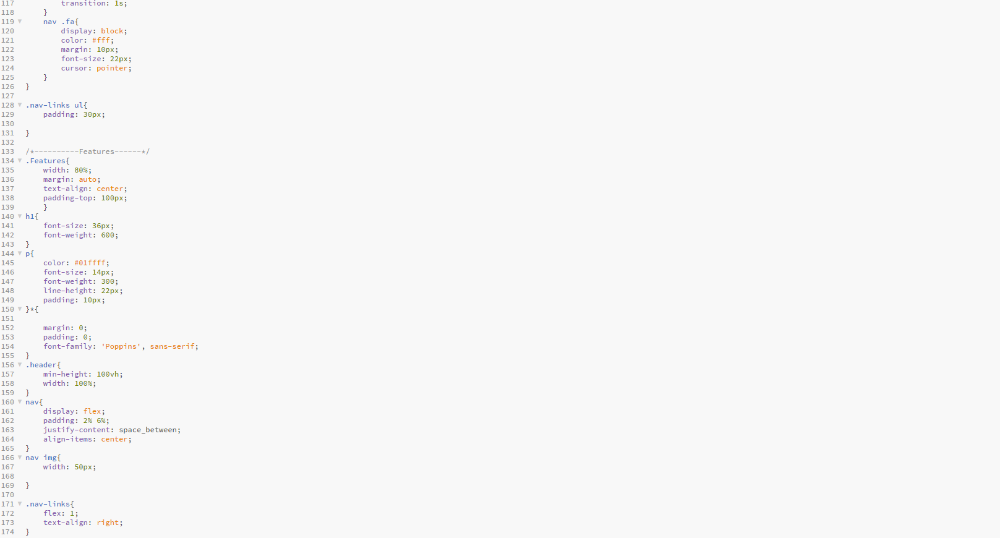 117 transition: 1s;
118 }
119 nav .fa{
120 display: block;
121 color: #fff;
122 margin: 10px;
123 font-size: 22px;
124 cursor: pointer;
125 }
126 }
127
128 .nav-links ul{
129 padding: 30px;
130
131 }
132
133 /*----------Features------*/
134 .Features{
135 width: 80%;
136 margin: auto;
137 text-align: center;
138 padding-top: 100px;
139 }
140 h1{
141 font-size: 36px;
142 font-weight: 600;
143 }
144 p{
145 color: #01ffff;
146 font-size: 14px;
147 font-weight: 300;
148 line-height: 22px;
149 padding: 10px;
150 }*{
151
152 margin: 0;
153 padding: 0;
154 font-family: 'Poppins', sans-serif;
155 }
156 .header{
157 min-height: 100vh;
158 width: 100%;
159 }
160 nav{
161 display: flex;
162 padding: 2% 6%;
163 justify-content: space_between;
164 align-items: center;
165 }
166 nav img{
167 width: 50px;
168
169 }
170
171 .nav-links{
172 flex: 1;
173 text-align: right;
174 }